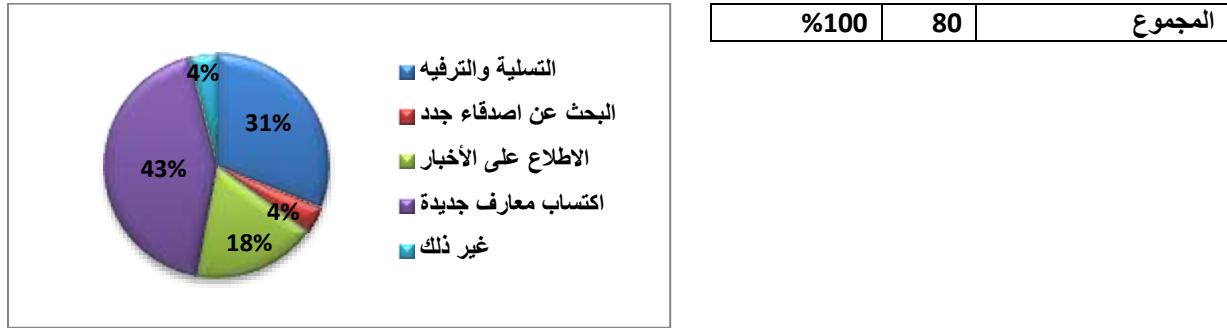 المجموع 80 %100
التسلية والترفيه
البحث عن اصدقاء جدد
الاطلاع على الأخبار
اكتساب معارف جديدة
غير ذلك
4%
31%
43%
4%
18%